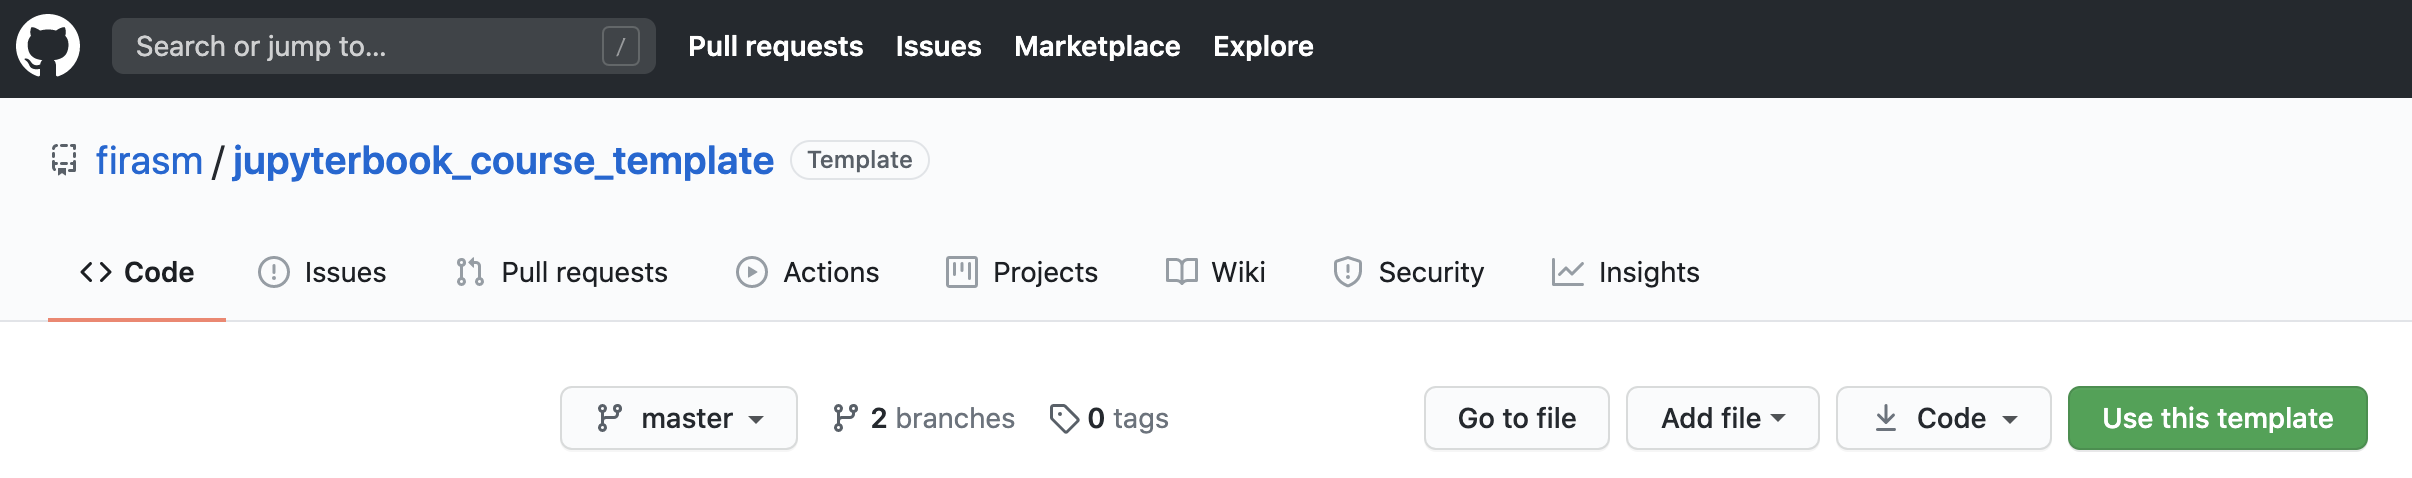 Search or jump to... / Pull requests Issues Marketplace Explore
firasm / jupyterbook_course_template Template
<> Code Issues Pull requests Actions Projects Wiki Security Insights
master 2 branches 0 tags Go to file Add file Code Use this template